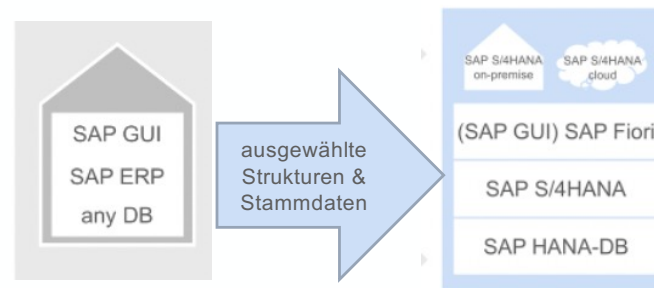 SAP GUI
SAP ERP
any DB
ausgewählte
Strukturen &
Stammdaten
SAP S/4HANA
on-premise
SAP S/4HANA
cloud
(SAP GUI) SAP Fiori
SAP S/4HANA
SAP HANA-DB